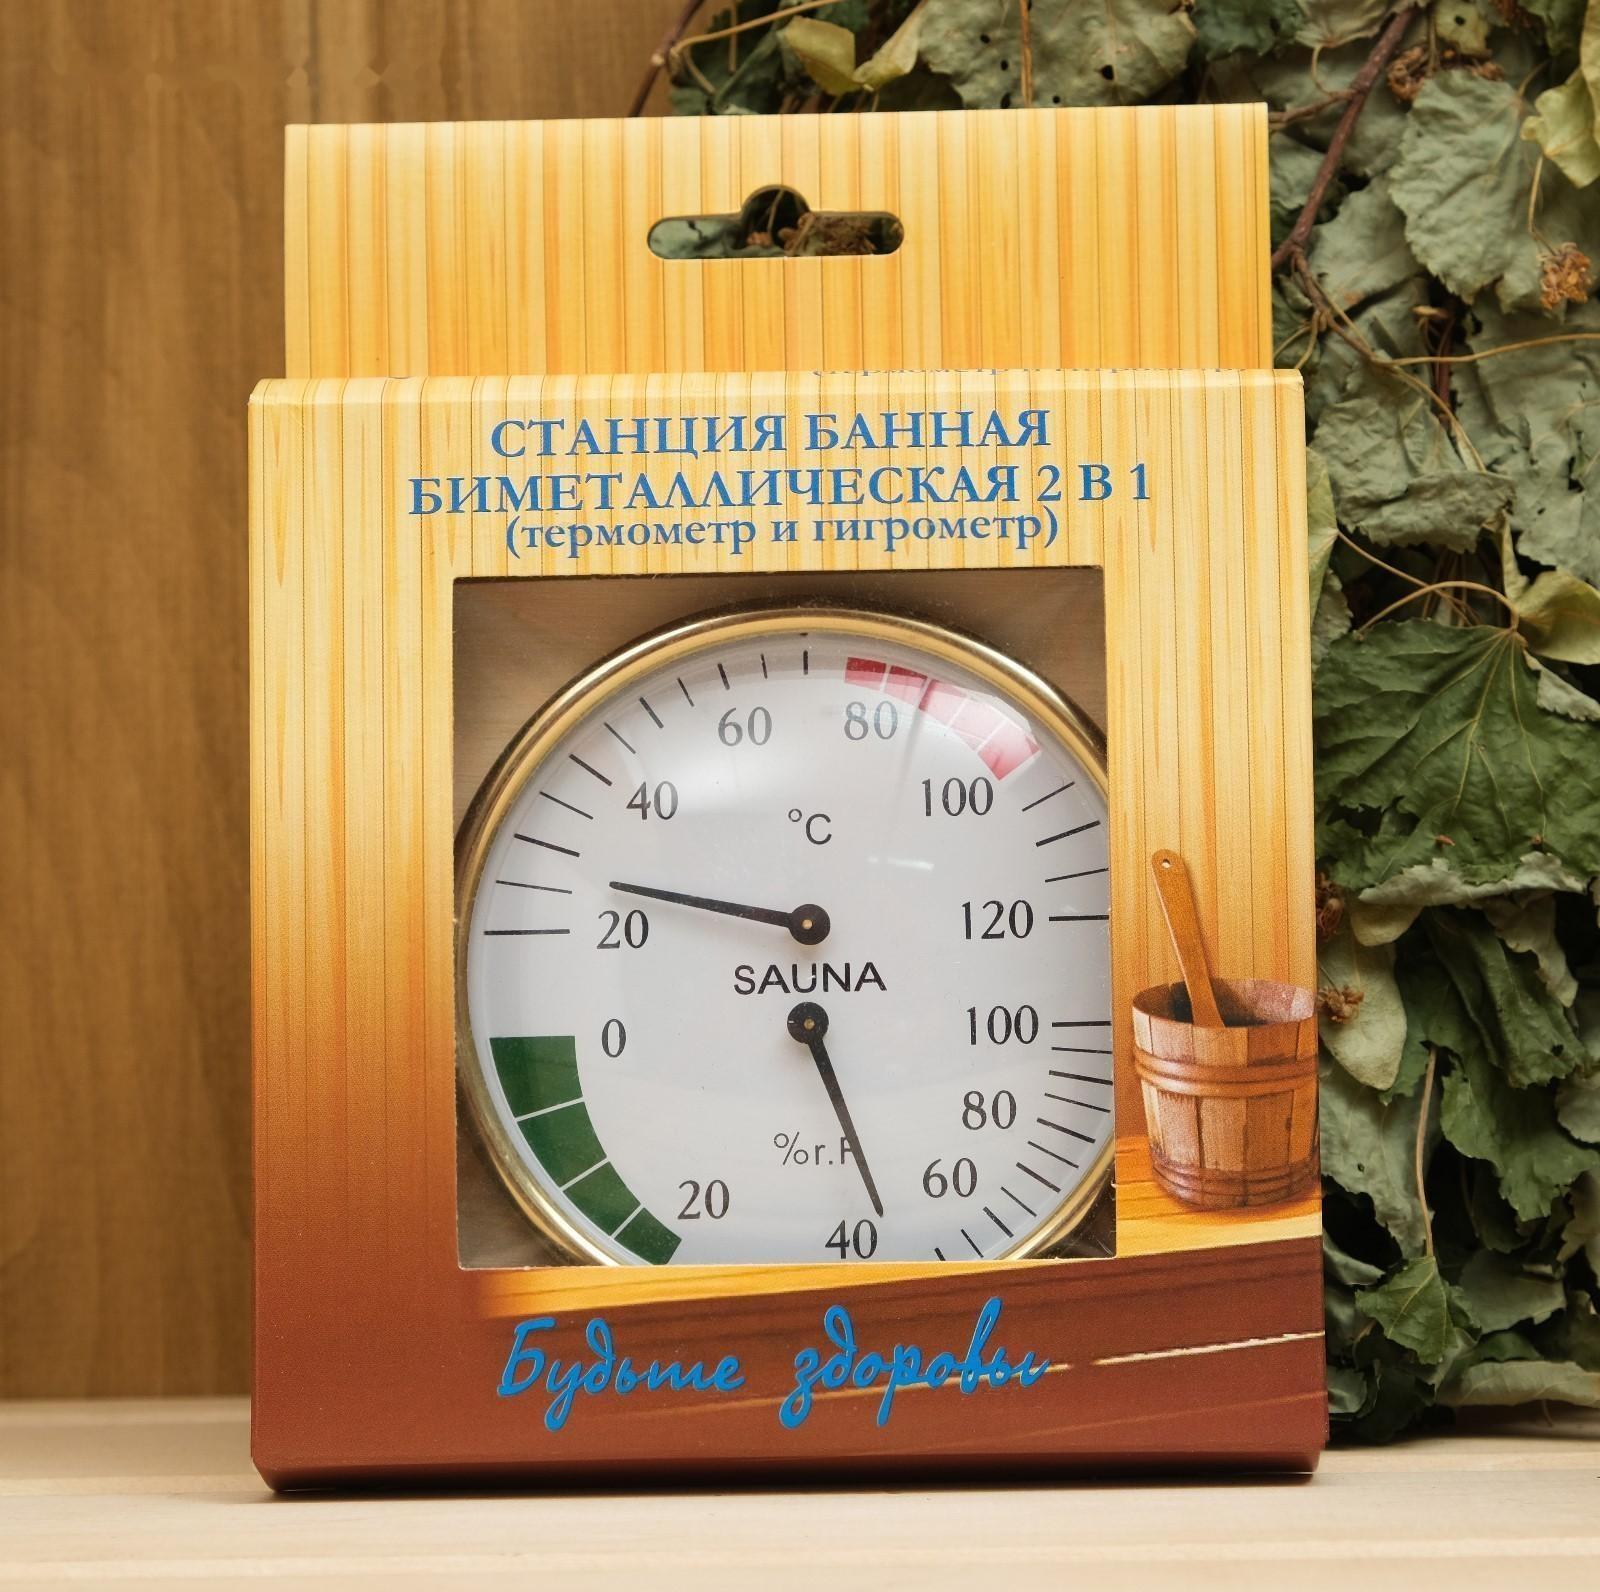 СТАНЦИЯ БАННАЯ
БИМЕТАЛЛИЧЕСКАЯ 2 В 1
(термометр и гигрометр)
60 80
40 100
°C
20 120
SAUNA
0 100
80
%r.
20 60
40
Будьте здоровы